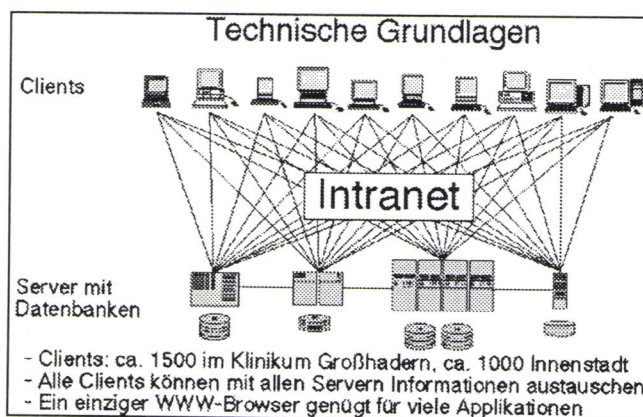 Technische Grundlagen
Clients
Intranet
Server mit
Datenbanken
- Clients: ca. 1500 im Klinikum Großhadern, ca. 1000 Innenstadt
- Alle Clients können mit allen Servern Informationen austauschen
- Ein einziger WWW-Browser genügt für viele Applikationen